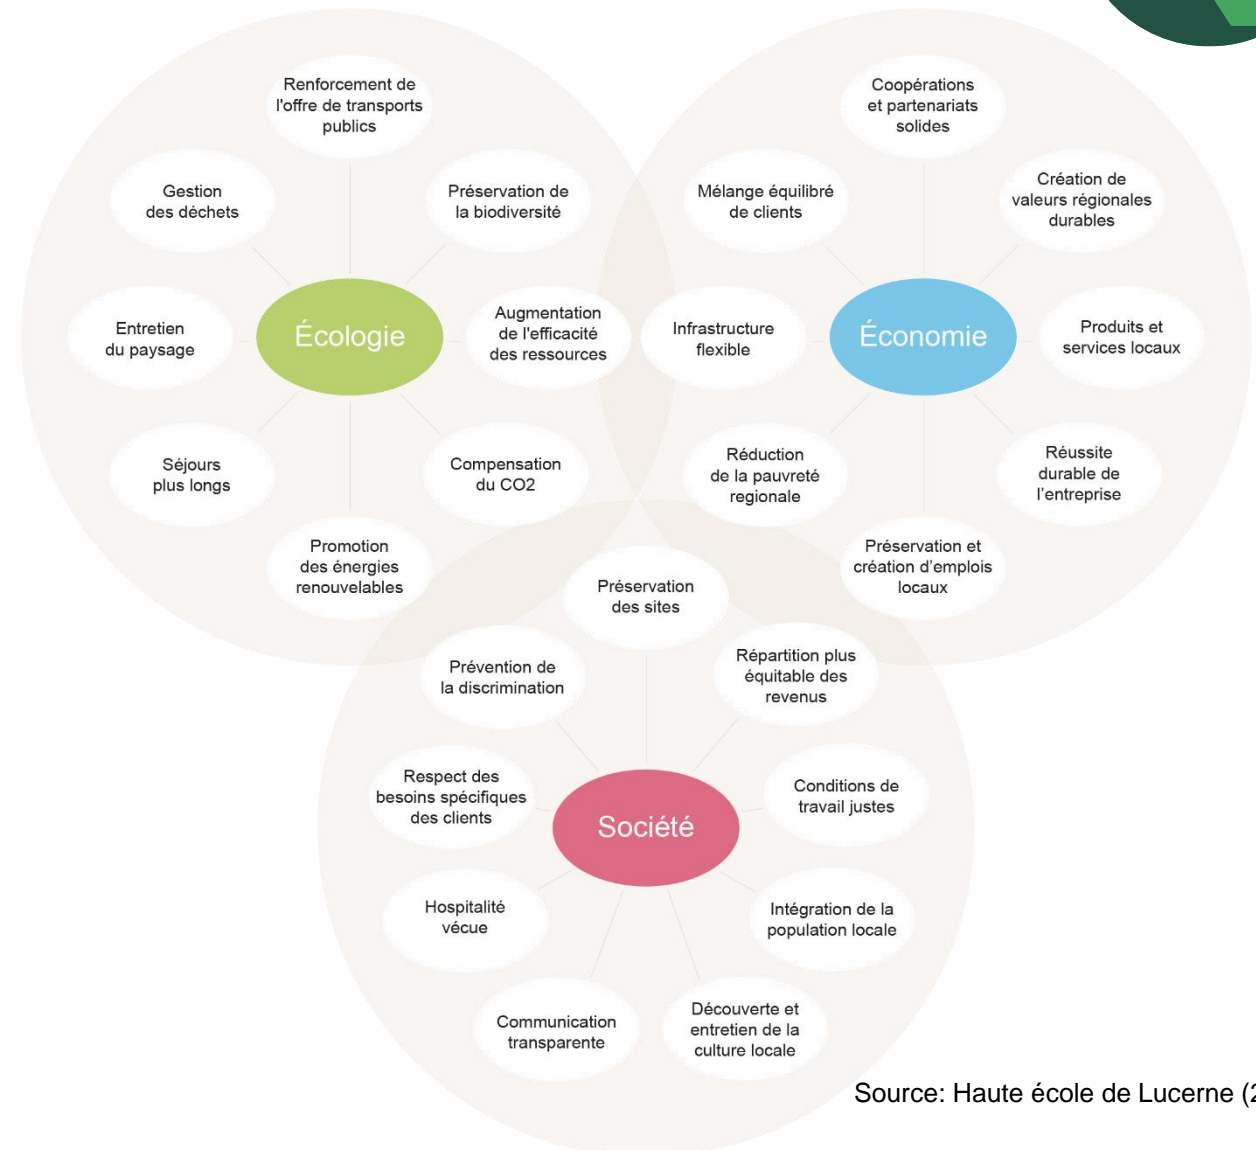 Renforcement de
l'offre de transports
publics
Gestion
des déchets
Préservation de
la biodiversité
Écologie
Entretien
du paysage
Augmentation
de l'efficacité
des ressources
Séjours
plus longs
Compensation
du CO2
Promotion
des énergies
renouvelables
Coopérations
et partenariats
solides
Mélange équilibré
de clients
Création de
valeurs régionales
durables
Économie
Infrastructure
flexible
Produits et
services locaux
Réduction
de la pauvreté
regionale
Réussite
durable de
l'entreprise
Préservation et
création d'emplois
locaux
Préservation
des sites
Prévention de
la discrimination
Répartition plus
équitable des
revenus
Respect des
besoins spécifiques
des clients
Conditions de
travail justes
Société
Hospitalité
vécue
Intégration de la
population locale
Communication
transparente
Découverte et
entretien de la
culture locale
Source: Haute école de Lucerne